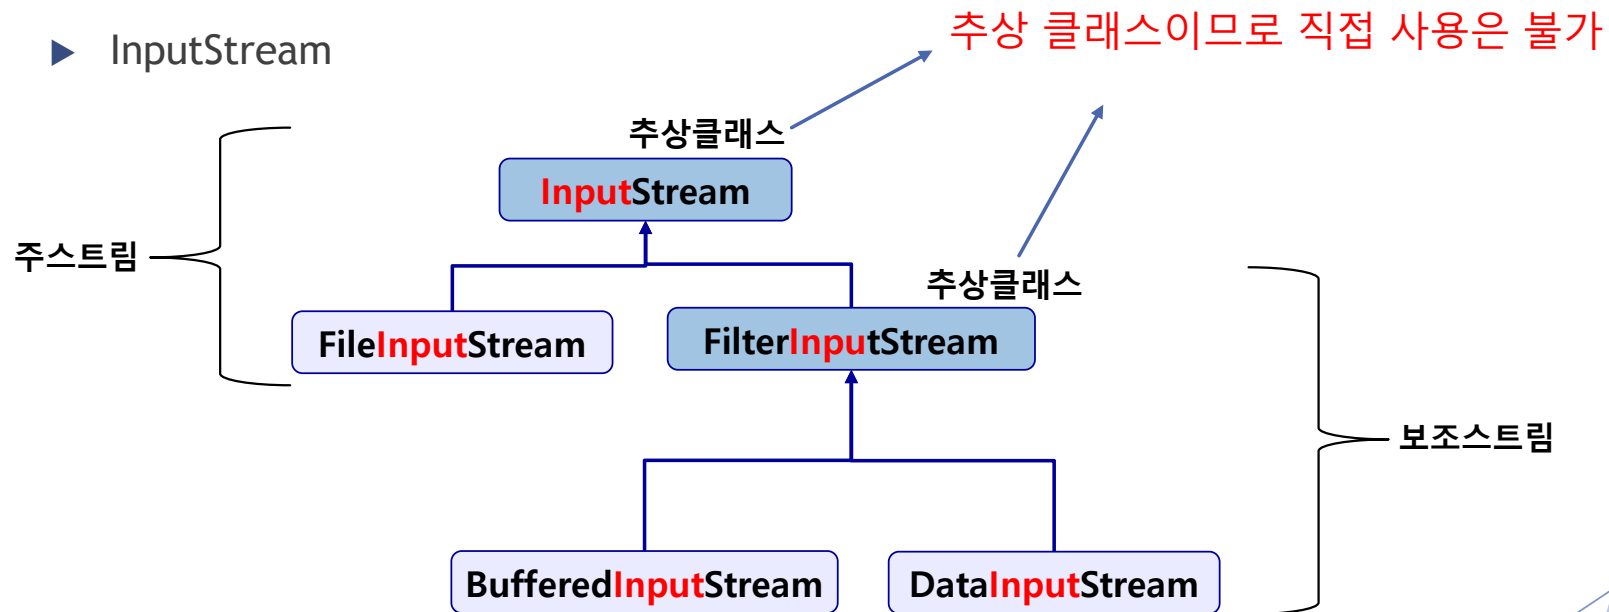 추상 클래스이므로 직접 사용은 불가
InputStream
추상클래스
InputStream
주스트림
추상클래스
FileInputStream
FilterInputStream
보조스트림
BufferedInputStream
DataInputStream